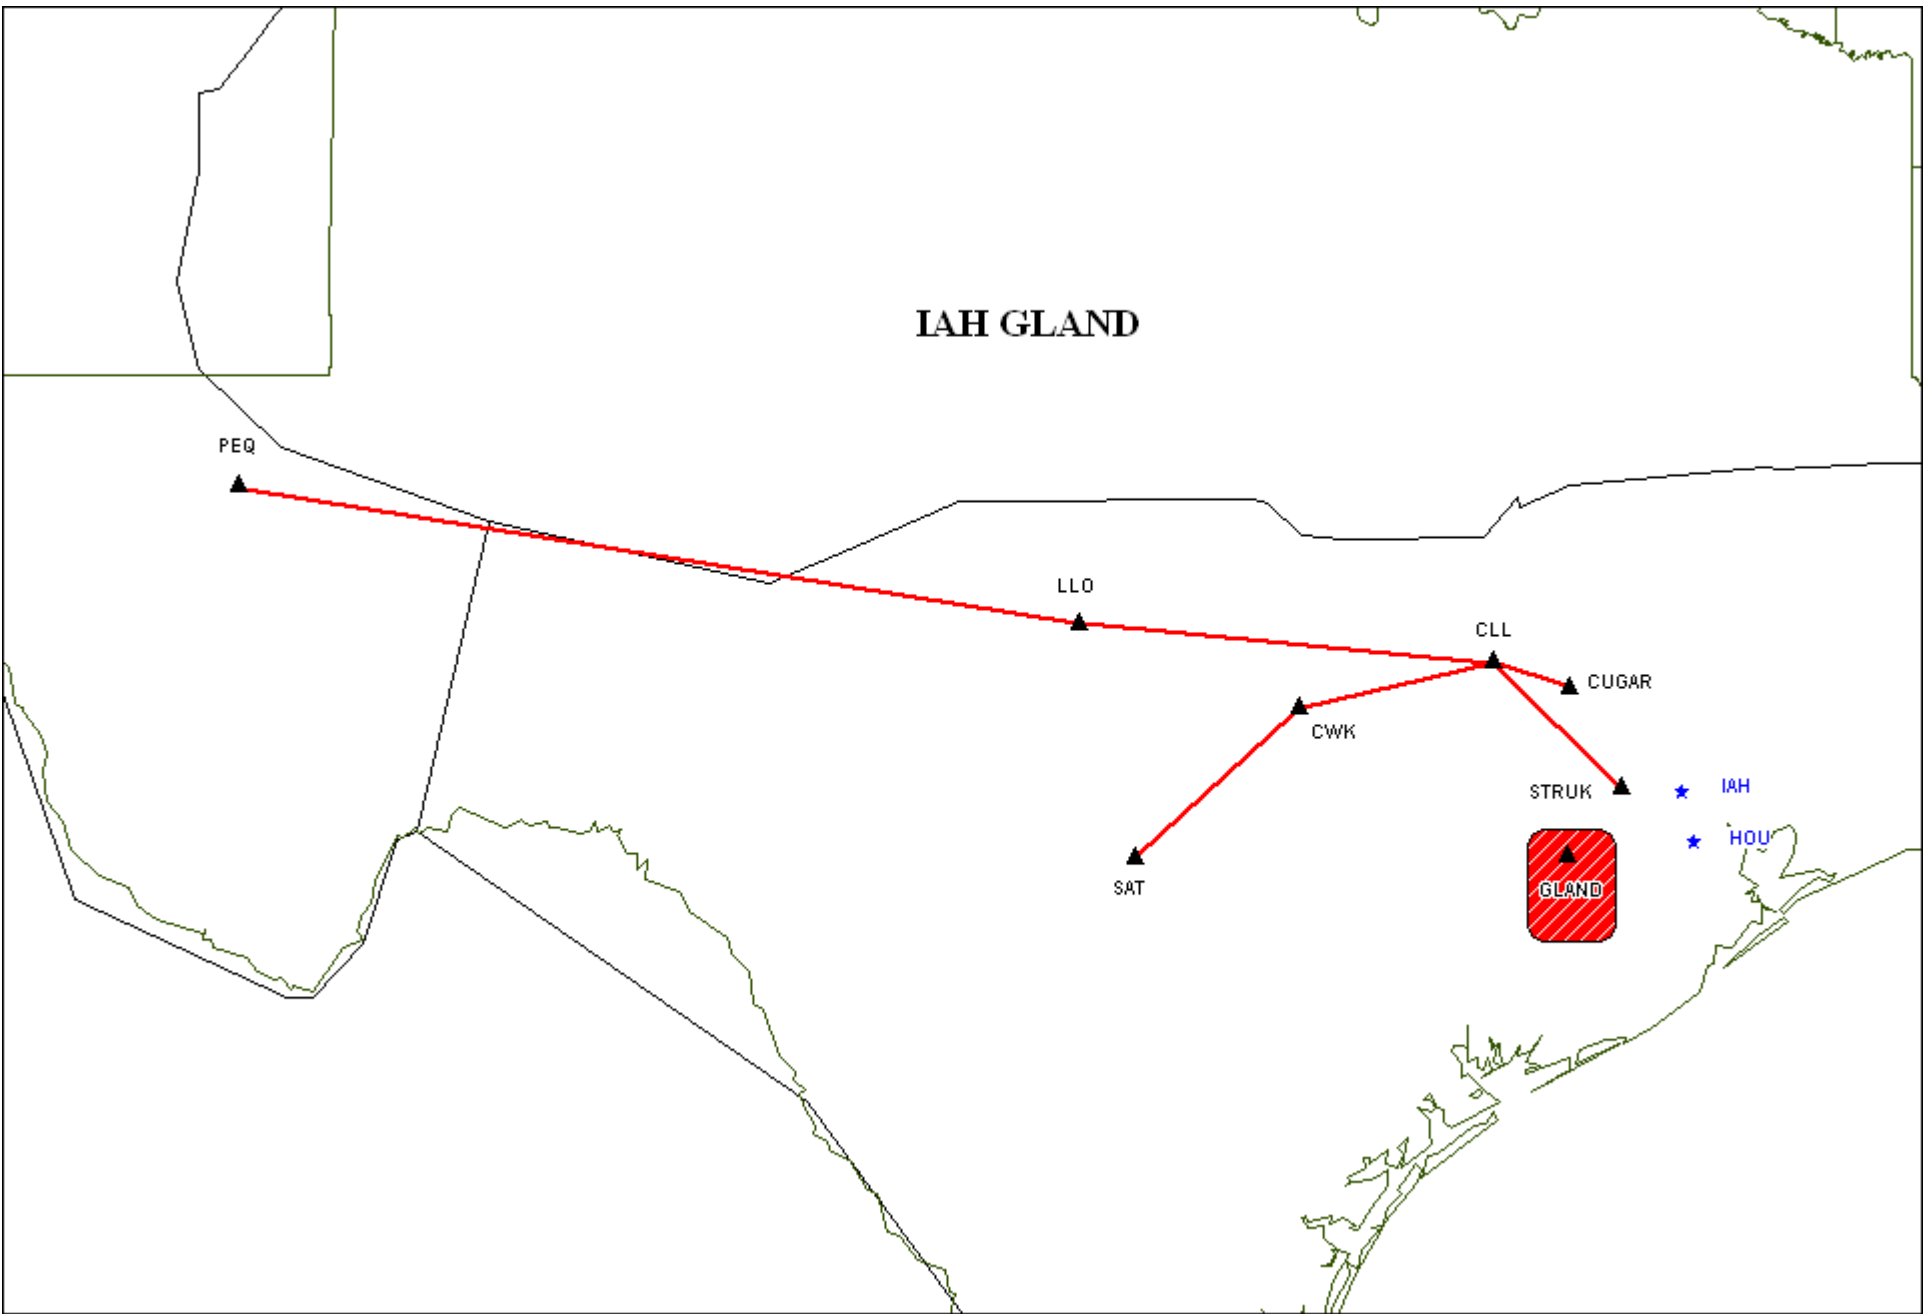 IAH GLAND
PEQ
LLO
CLL
CUGAR
CWK
STRUK
IAH
HOU
SAT
GLAND